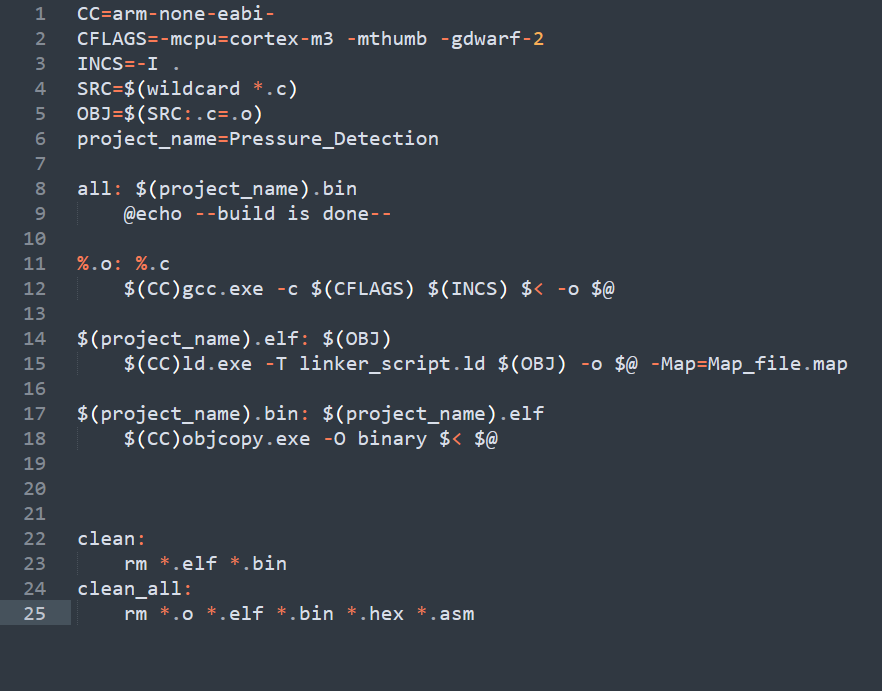 1 CC=arm-none-eabi-
2 CFLAGS=-mcpu=cortex-m3 -mthumb -gdwarf-2
3 INCS=-I .
4 SRC=$(wildcard *.c)
5 OBJ=$(SRC:.c=.o)
6 project_name=Pressure_Detection
7
8 all: $(project_name).bin
9     @echo --build is done--
10
11 %.o: %.c
12     $(CC)gcc.exe -c $(CFLAGS) $(INCS) $< -o $@
13
14 $(project_name).elf: $(OBJ)
15     $(CC)ld.exe -T linker_script.ld $(OBJ) -o $@ -Map=Map_file.map
16
17 $(project_name).bin: $(project_name).elf
18     $(CC)objcopy.exe -O binary $< $@
19
20
21
22 clean:
23     rm *.elf *.bin
24 clean_all:
25     rm *.o *.elf *.bin *.hex *.asm